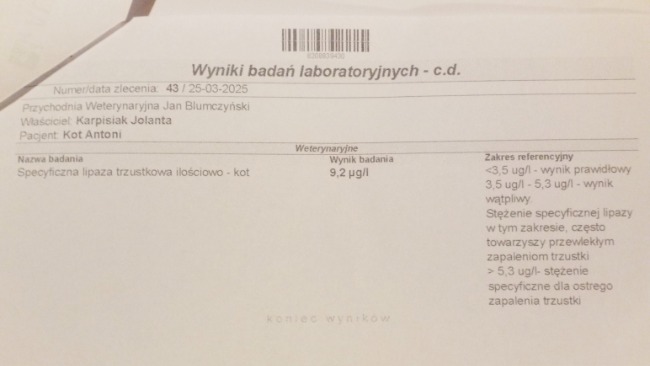 Wyniki badań laboratoryjnych - c.d.
Numer/data zlecenia: 43 / 25-03-2025
Przychodnia Weterynaryjna Jan Blumczyński
Właściciel: Karpisiak Jolanta
Pacjent: Kot Antoni
Weterynaryjne
Nazwa badania Wynik badania Zakres referencyjny
Specyficzna lipaza trzustkowa ilościowo - kot 9,2 µg/l <3,5 ug/l - wynik prawidłowy
3,5 ug/l - 5,3 ug/l - wynik
wątpliwy.
Stężenie specyficznej lipazy
w tym zakresie, często
towarzyszy przewlekłym
zapaleniom trzustki
> 5,3 ug/l- stężenie
specyficzne dla ostrego
zapalenia trzustki
koniec wyników